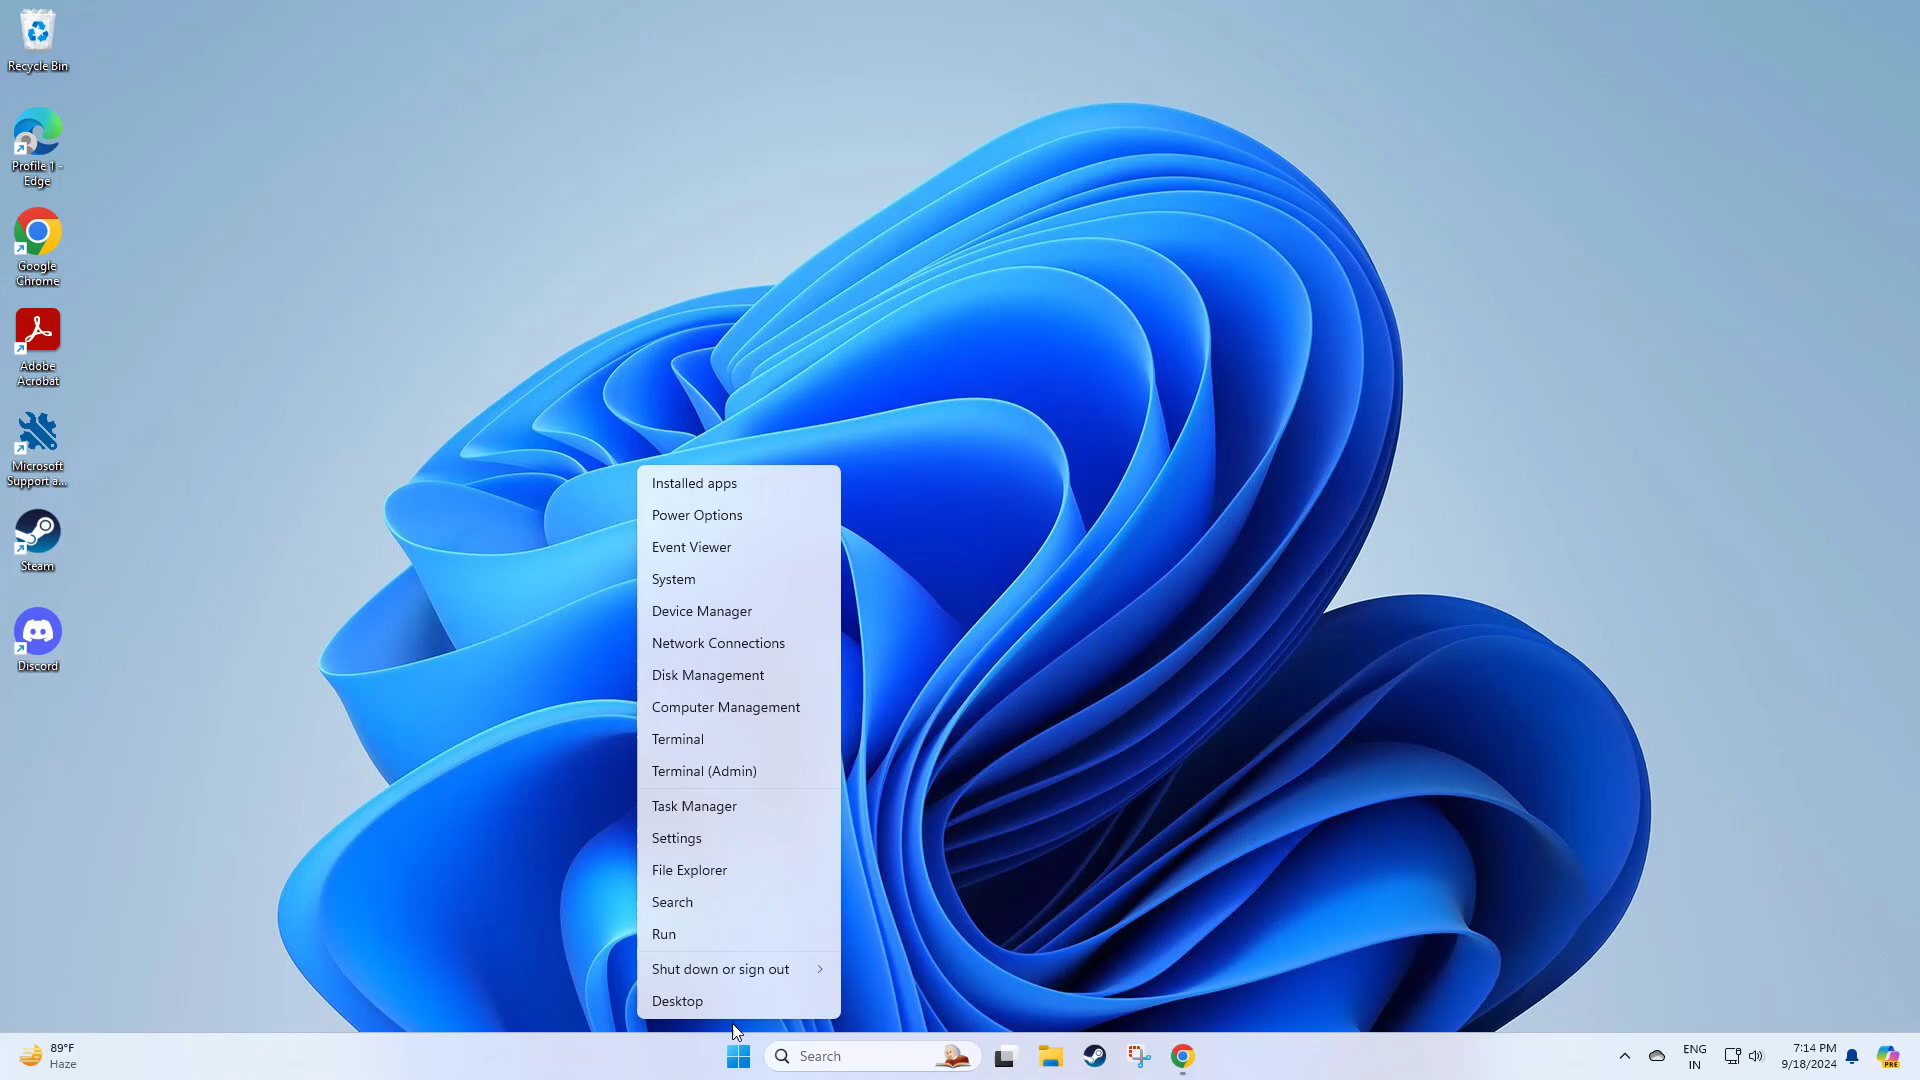 Recycle Bin
Profile 1 -
Edge
Google
Chrome
Adobe
Acrobat
Microsoft
Support a...
Steam
Discord
Installed apps
Power Options
Event Viewer
System
Device Manager
Network Connections
Disk Management
Computer Management
Terminal
Terminal (Admin)
Task Manager
Settings
File Explorer
Search
Run
Shut down or sign out
Desktop
89°F
Haze
Search
ENG
IN
7:14 PM
9/18/2024
PRE